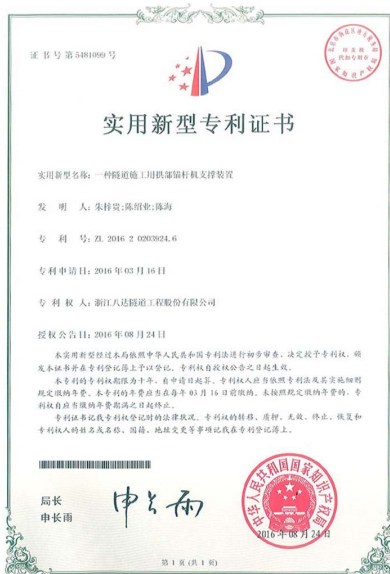 证书号第5481099号
实用新型专利证书
实用新型名称：一种隧道施工用拱部锚杆机支撑装置
发 明 人：朱梓贵;陈绍业;陈海
专 利 号：ZL 2016 2 0203924.6
专利申请日：2016年03月16日
专 利 权 人：浙江八达隧道工程股份有限公司
授权公告日：2016年08月24日
本实用新型经过本局依照中华人民共和国专利法进行初步审查，决定授予专利权，颁
发本证书并在专利登记簿上予以登记。专利权自授权公告之日起生效。
本专利的专利权期限为十年，自申请日起算。专利权人应当依照专利法及其实施细则
规定缴纳年费。本专利的年费应当在每年03月16日前缴纳。未按照规定缴纳年费的，专
利权自应当缴纳年费期满之日起终止。
专利证书记载专利权登记时的法律状况。专利权的转移、质押、无效、终止、恢复和
专利权人的姓名或名称、国籍、地址变更等事项记载在专利登记簿上。
局长
申长雨
申长雨
中华人民共和国国家知识产权局
2016年08月24日
第1页(共1页)